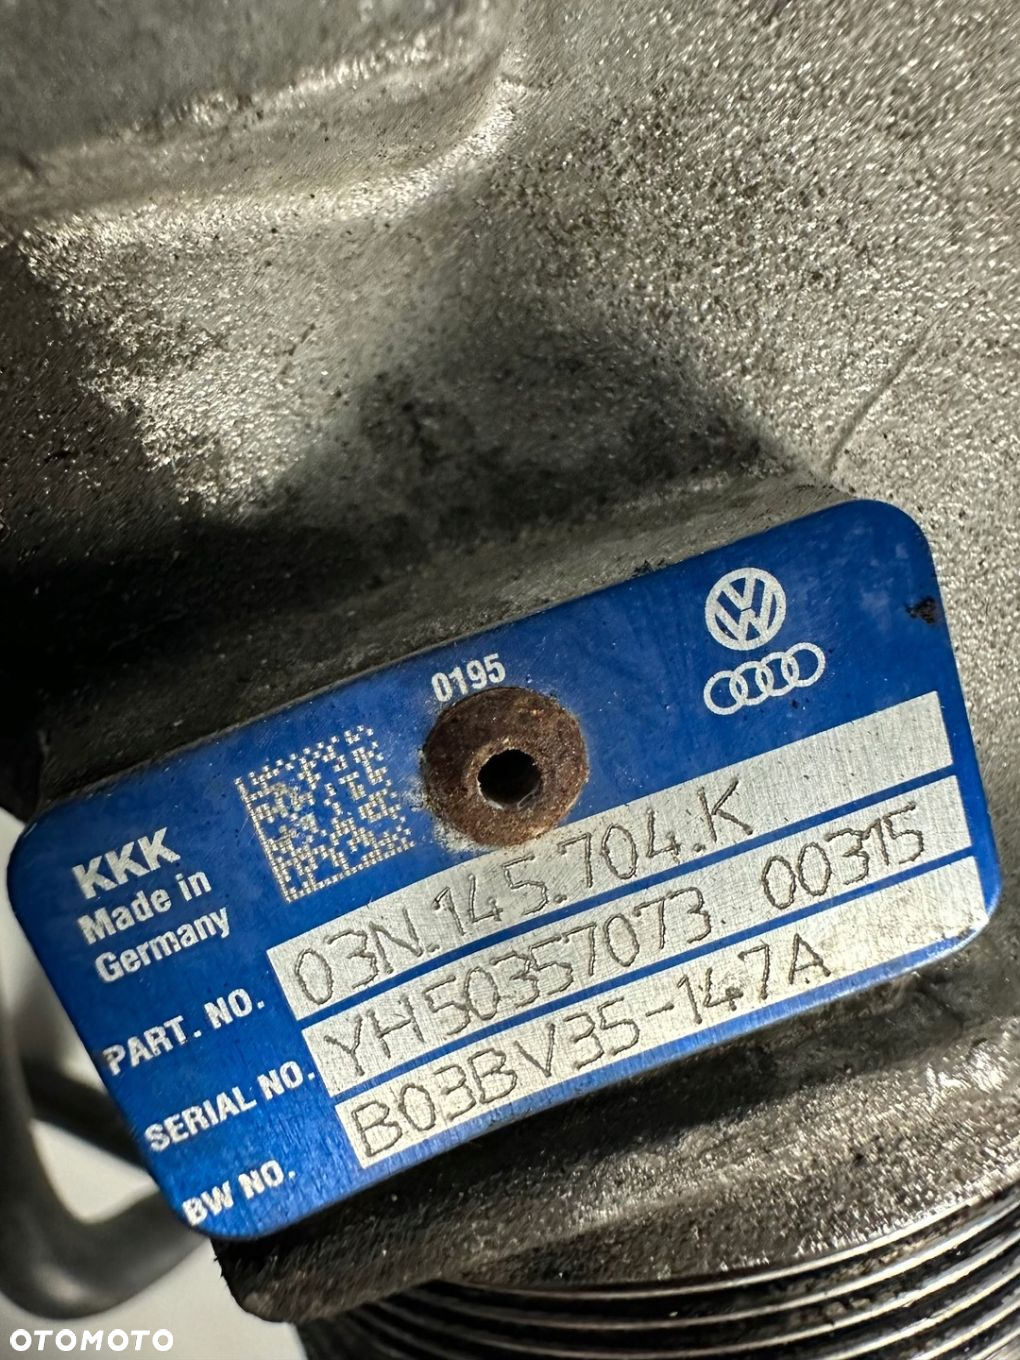 0195
KKK
Made in
Germany
PART. NO. 03N.145.704.K
SERIAL NO. YH50357073 00315
BW NO. B03BV35-147A
OTOMOTO